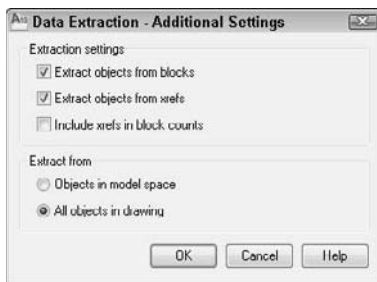 Data Extraction - Additional Settings
Extraction settings
Extract objects from blocks
Extract objects from xrefs
Include xrefs in block counts
Extract from
Objects in model space
All objects in drawing
OK Cancel Help